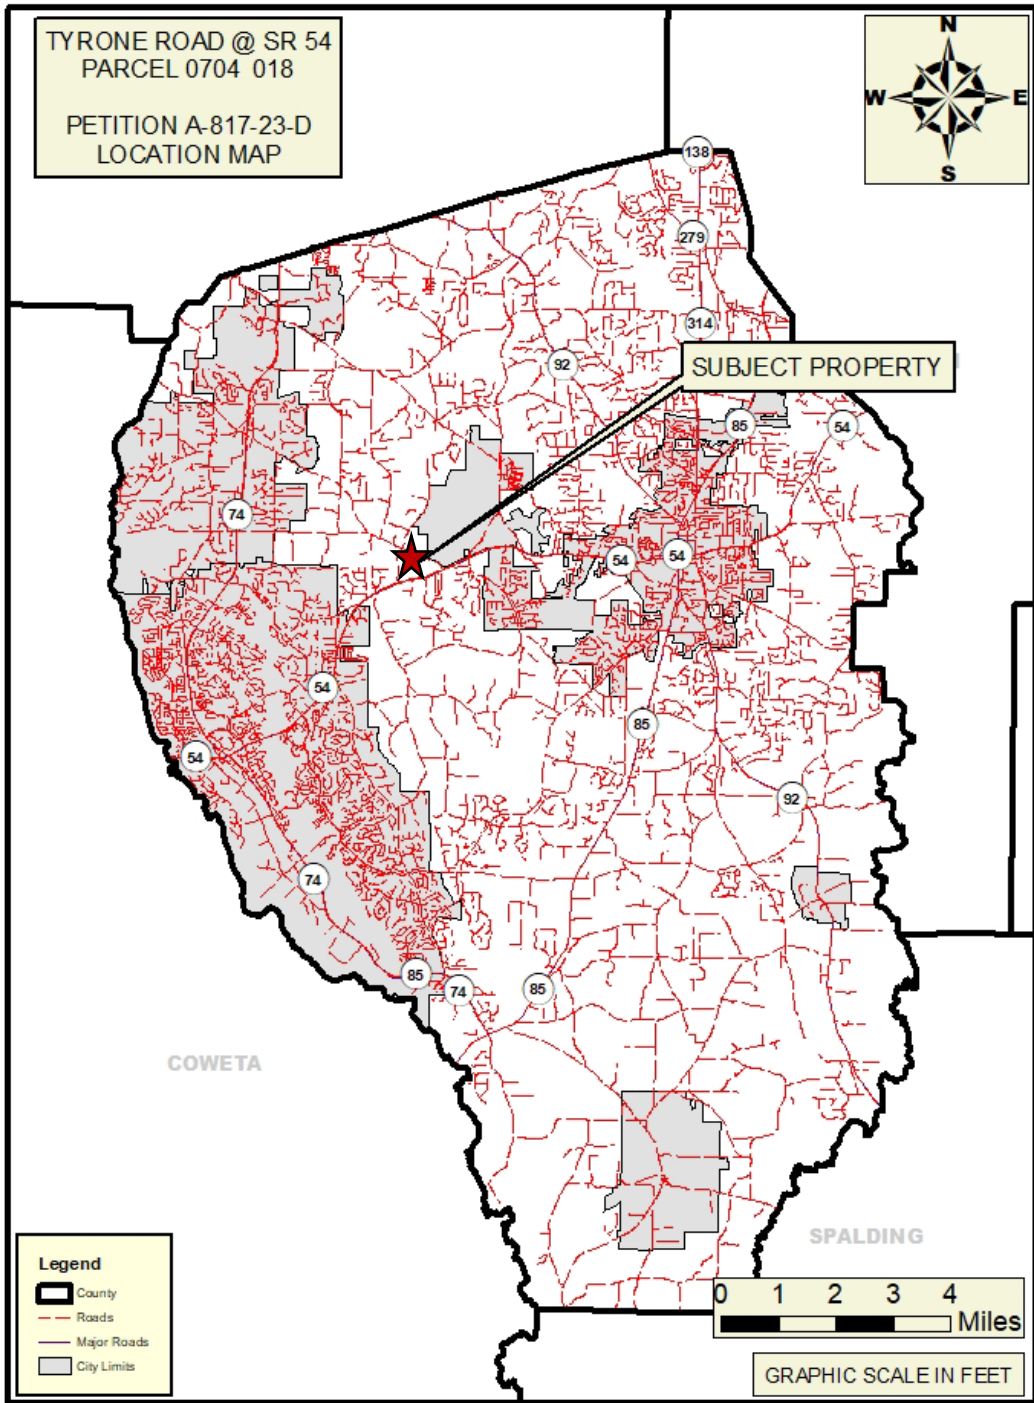 TYRONE ROAD @ SR 54
PARCEL 0704 018
PETITION A-817-23-D
LOCATION MAP
N
W
E
S
138
279
314
92
SUBJECT PROPERTY
85
54
74
54
54
54
85
54
92
74
85
74
85
COWETA
SPALDING
Legend
County
Roads
Major Roads
City Limits
0 1 2 3 4
Miles
GRAPHIC SCALE IN FEET